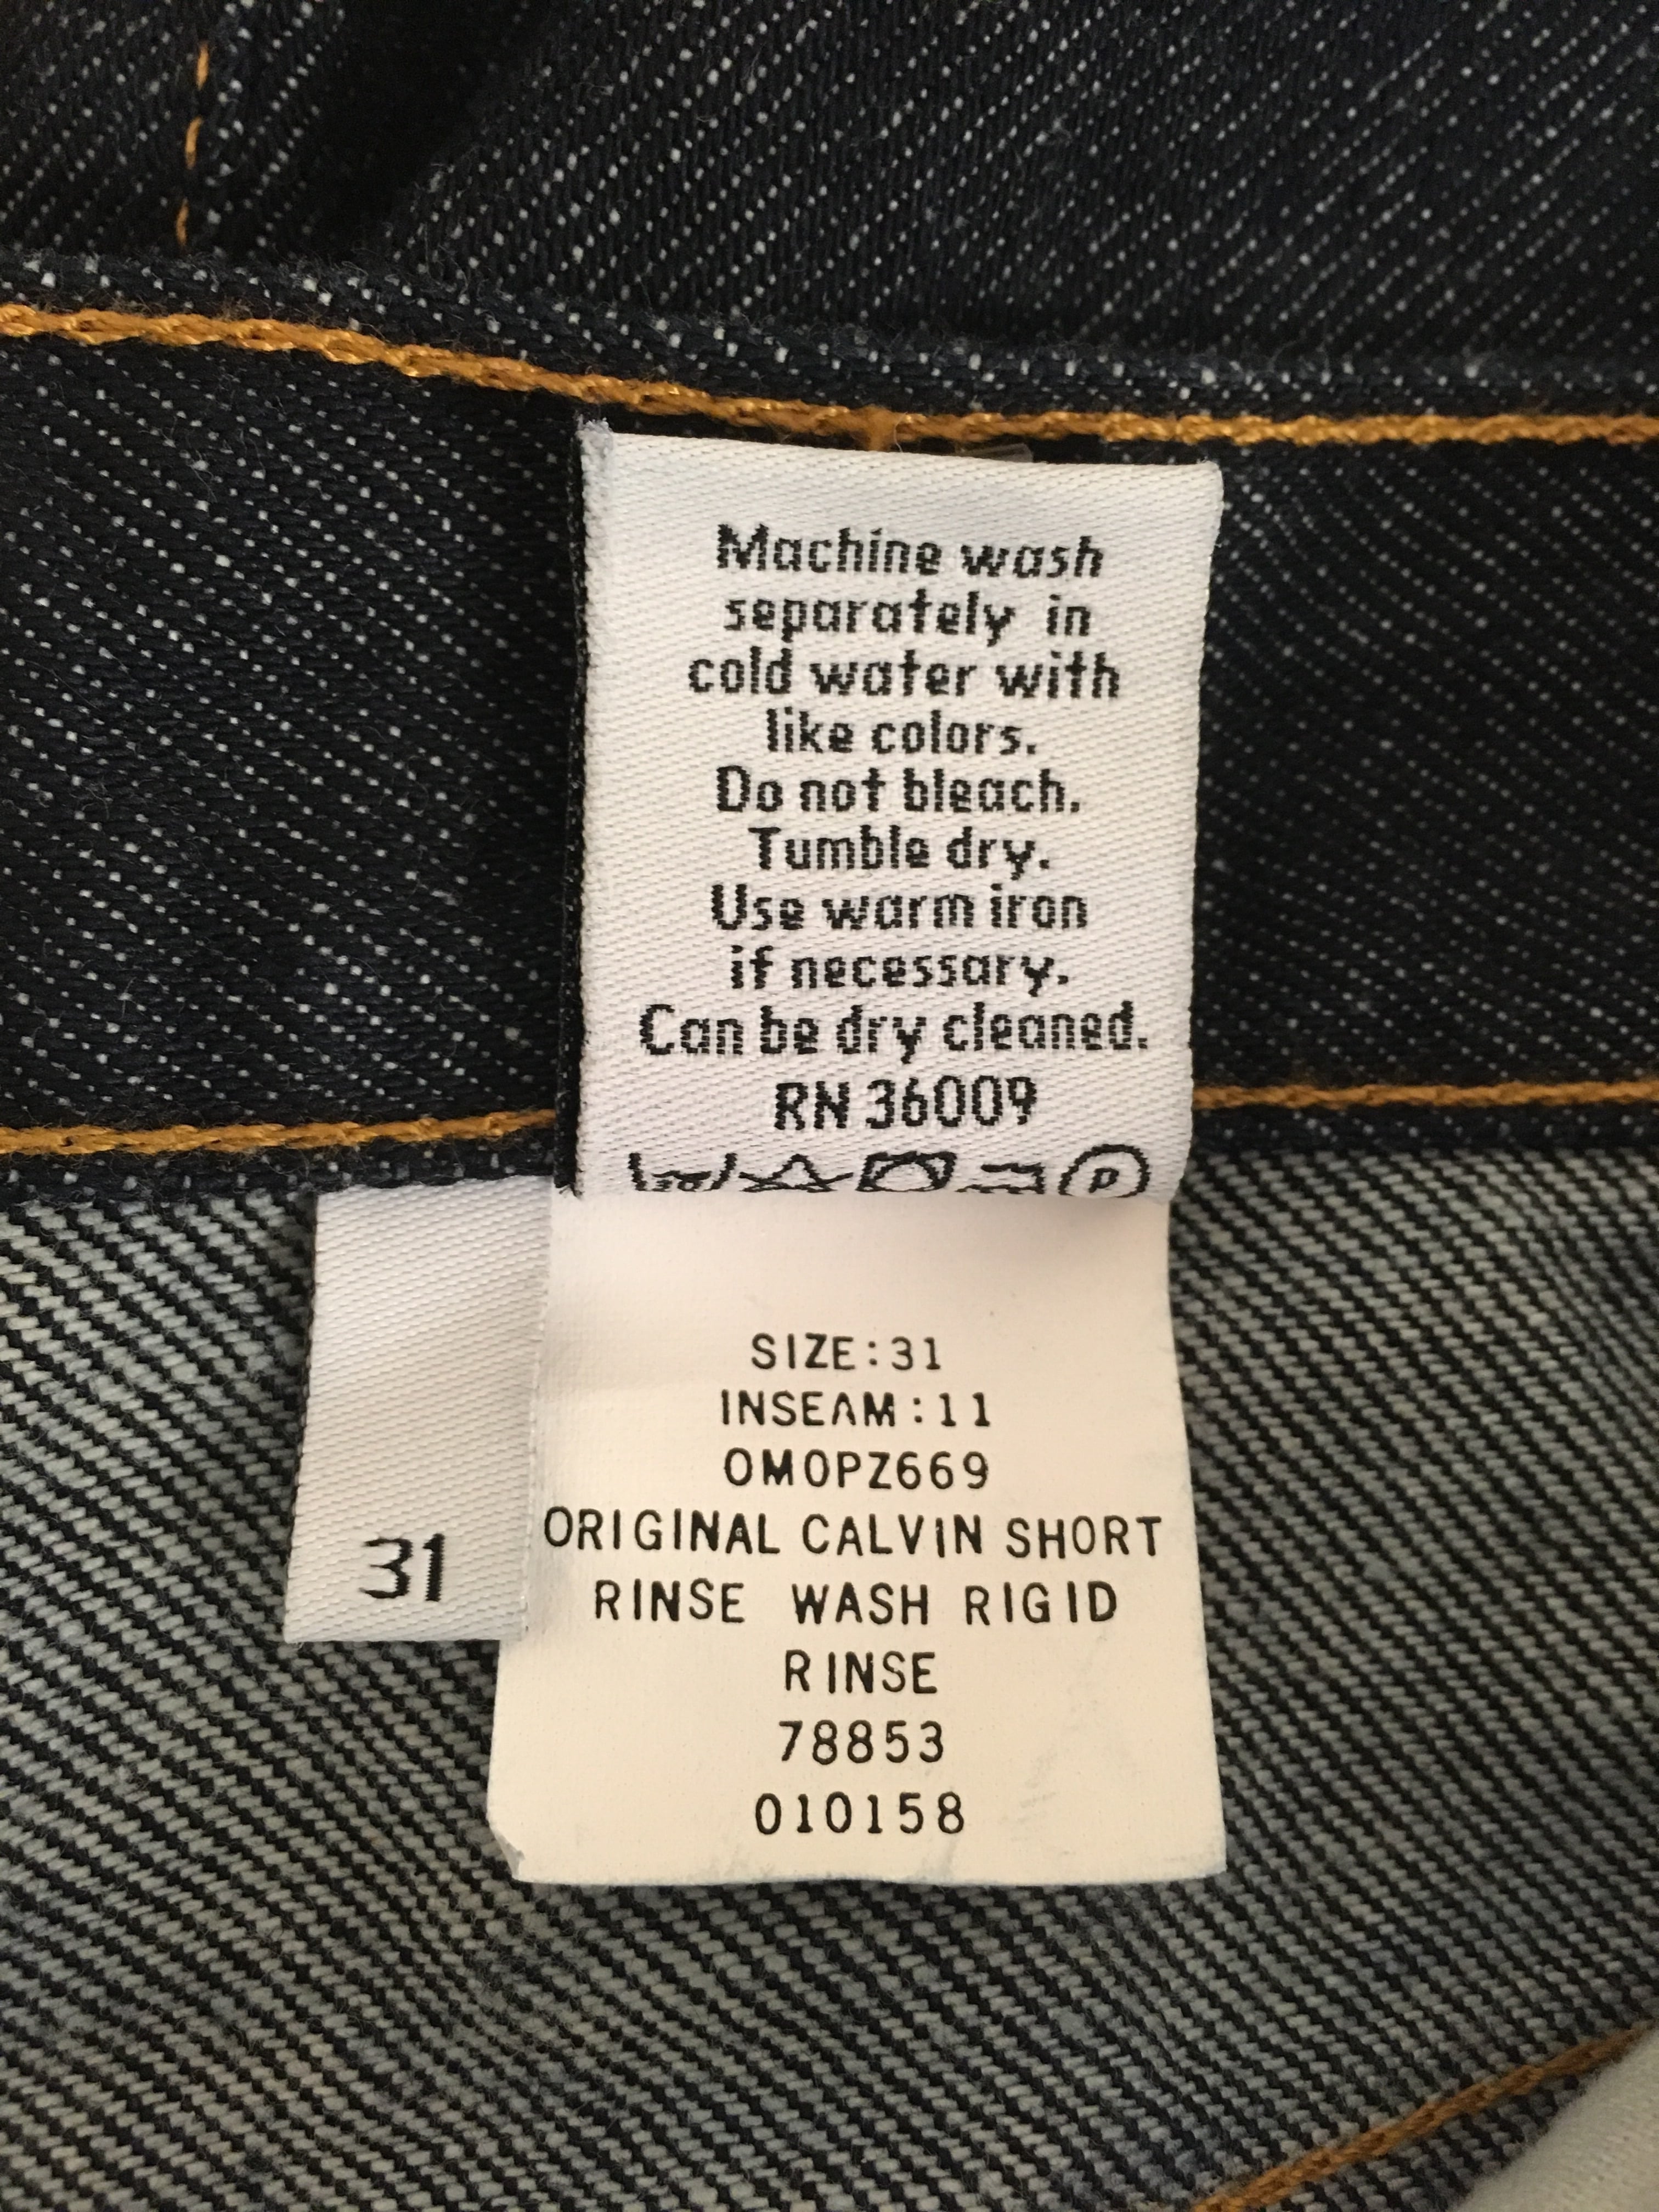 Machine wash
separately in
cold water with
like colors.
Do not bleach.
Tumble dry.
Use warm iron
if necessary.
Can be dry cleaned.
RN 36009
P
SIZE:31
INSEAM:11
OMOPZ669
ORIGINAL CALVIN SHORT
RINSE WASH RIGID
RINSE
78853
010158
31